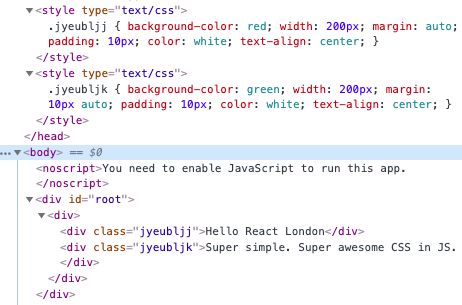 <style type="text/css">
.jyeubljj { background-color: red; width: 200px; margin: auto;
padding: 10px; color: white; text-align: center; }
</style>
<style type="text/css">
.jyeubljk { background-color: green; width: 200px; margin:
10px auto; padding: 10px; color: white; text-align: center; }
</style>
</head>
…<body> == $0
<noscript>You need to enable JavaScript to run this app.
</noscript>
<div id="root">
<div>
<div class="jyeubljj">Hello React London</div>
<div class="jyeubljk">Super simple. Super awesome CSS in JS.
</div>
</div>
</div>